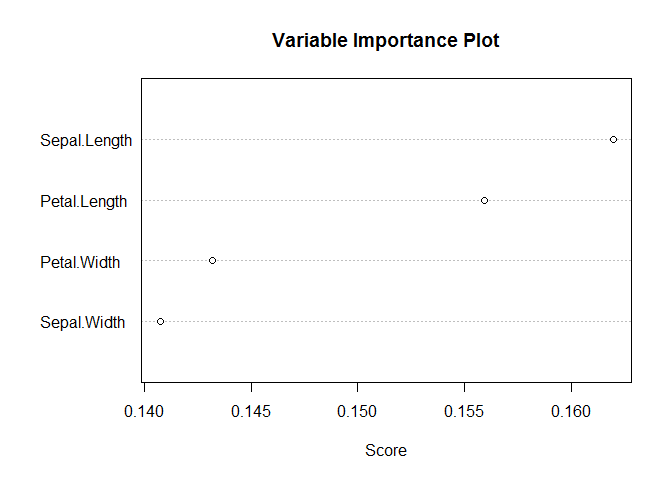 Variable Importance Plot
Sepal.Length
Petal.Length
Petal.Width
Sepal.Width
0.140 0.145 0.150 0.155 0.160
Score